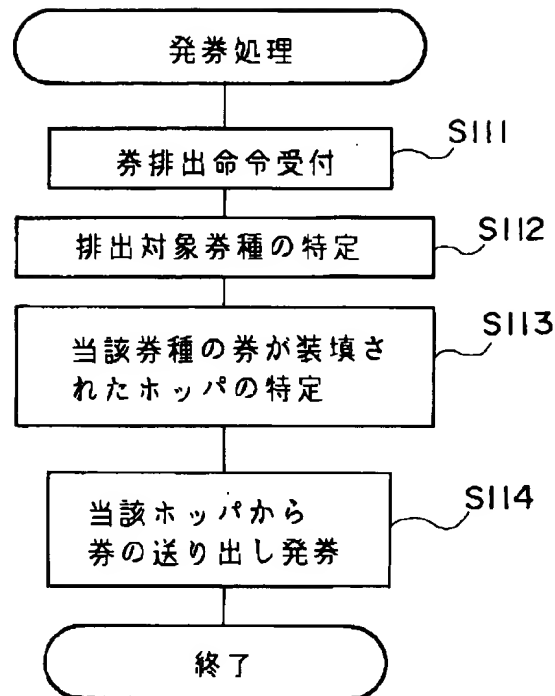 発券処理
S111
券排出命令受付
S112
排出対象券種の特定
S113
当該券種の券が装填さ
れたホッパの特定
S114
当該ホッパから
券の送り出し発券
終了